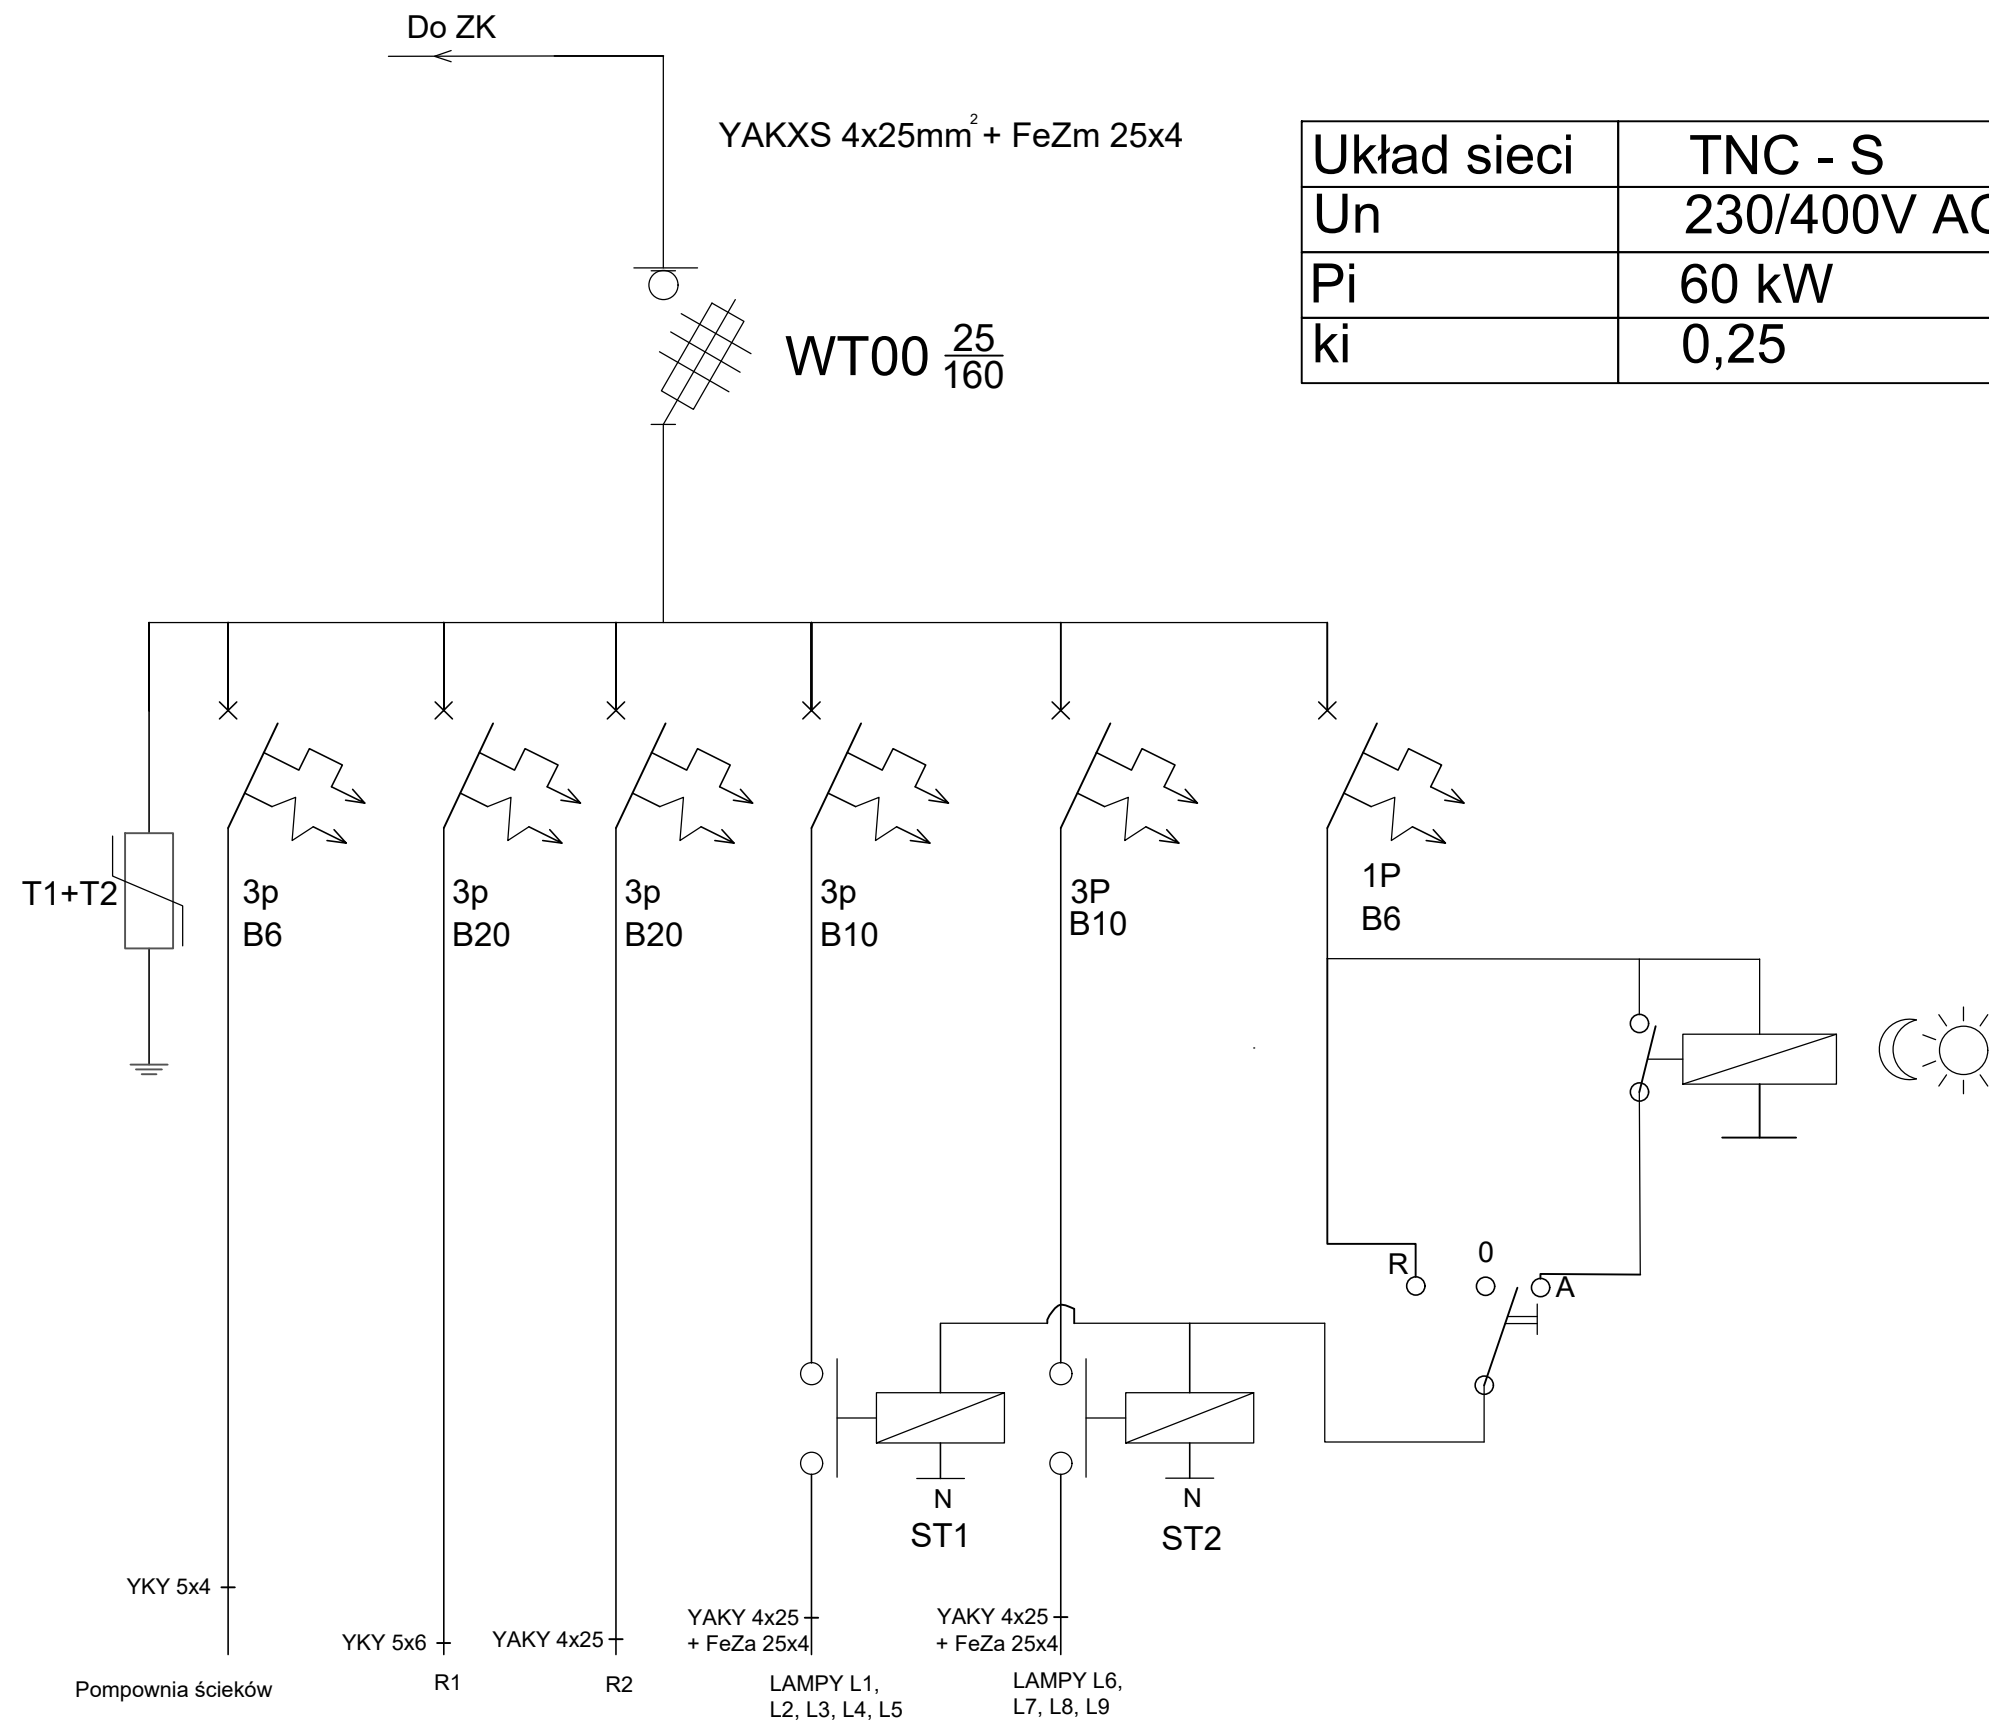 Do ZK
YAKXS 4x25mm² + FeZm 25x4
Układ sieci TNC - S
Un 230/400V AC
Pi 60 kW
ki 0,25
WT00 25/160
T1+T2
3p
B6
3p
B20
3p
B20
3p
B10
3P
B10
1P
B6
R
0
A
N
ST1
N
ST2
YKY 5x4
YKY 5x6
YAKY 4x25
YAKY 4x25
+ FeZa 25x4
YAKY 4x25
+ FeZa 25x4
Pompownia ścieków
R1
R2
LAMPY L1,
L2, L3, L4, L5
LAMPY L6,
L7, L8, L9